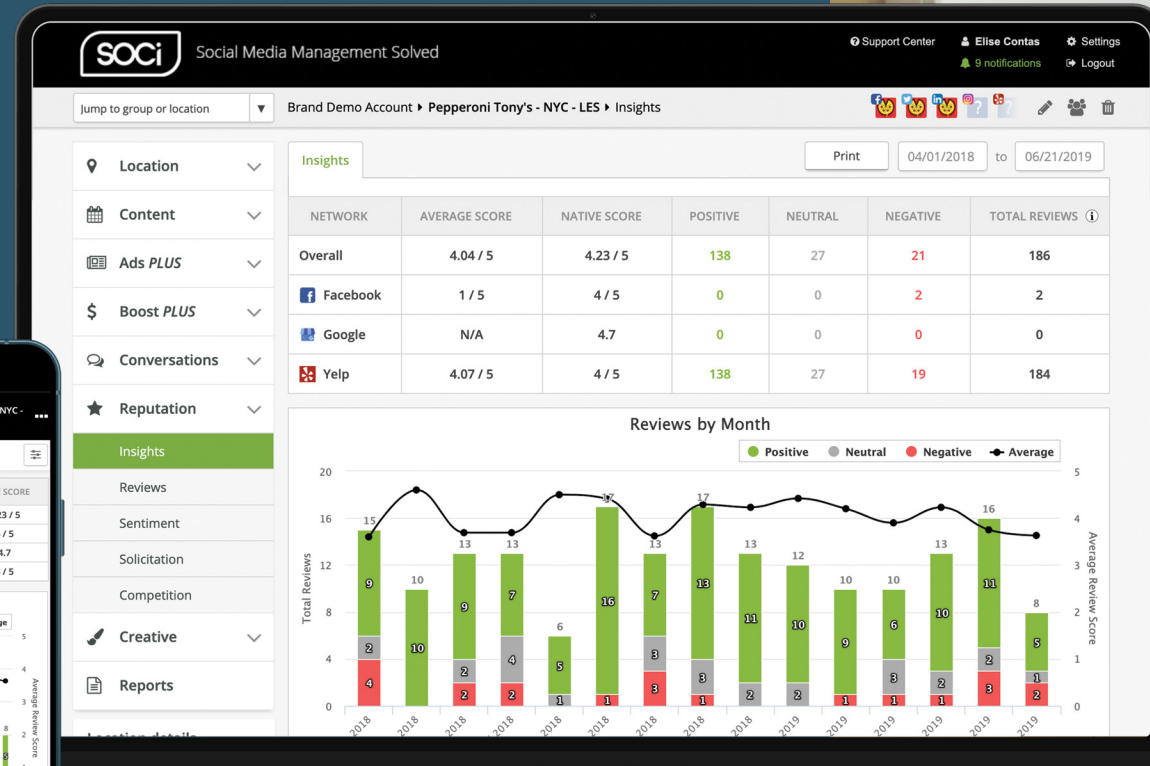 SOCi Social Media Management Solved
Support Center Elise Contas Settings
9 notifications Logout
Jump to group or location
Brand Demo Account Pepperoni Tony's - NYC - LES Insights
Location
Content
Ads PLUS
Boost PLUS
Conversations
Reputation
Insights
Reviews
Sentiment
Solicitation
Competition
Creative
Reports
Insights
Print 04/01/2018 to 06/21/2019
NETWORK AVERAGE SCORE NATIVE SCORE POSITIVE NEUTRAL NEGATIVE TOTAL REVIEWS
Overall 4.04 / 5 4.23 / 5 138 27 21 186
Facebook 1 / 5 4 / 5 0 0 2 2
Google N/A 4.7 0 0 0 0
Yelp 4.07 / 5 4 / 5 138 27 19 184
Reviews by Month
Positive Neutral Negative Average
Total Reviews
20
16
12
8
4
0
15 10 13 13 6 17 13 17 13 12 10 10 13 16 8
9 10 9 7 5 16 7 13 11 10 9 6 10 11 5
2 2 4 1 3 3 2 2 3 2 2 1
4 2 2 1 3 1 1 1 1 3 2
5
4
3
2
1
0
Average Review Score
2018 2018 2018 2018 2018 2018 2018 2018 2018 2019 2019 2019 2019 2019 2019
NYC -
SCORE
/ 5
4.7
/ 5
5
4
3
8
2
Average Review Score